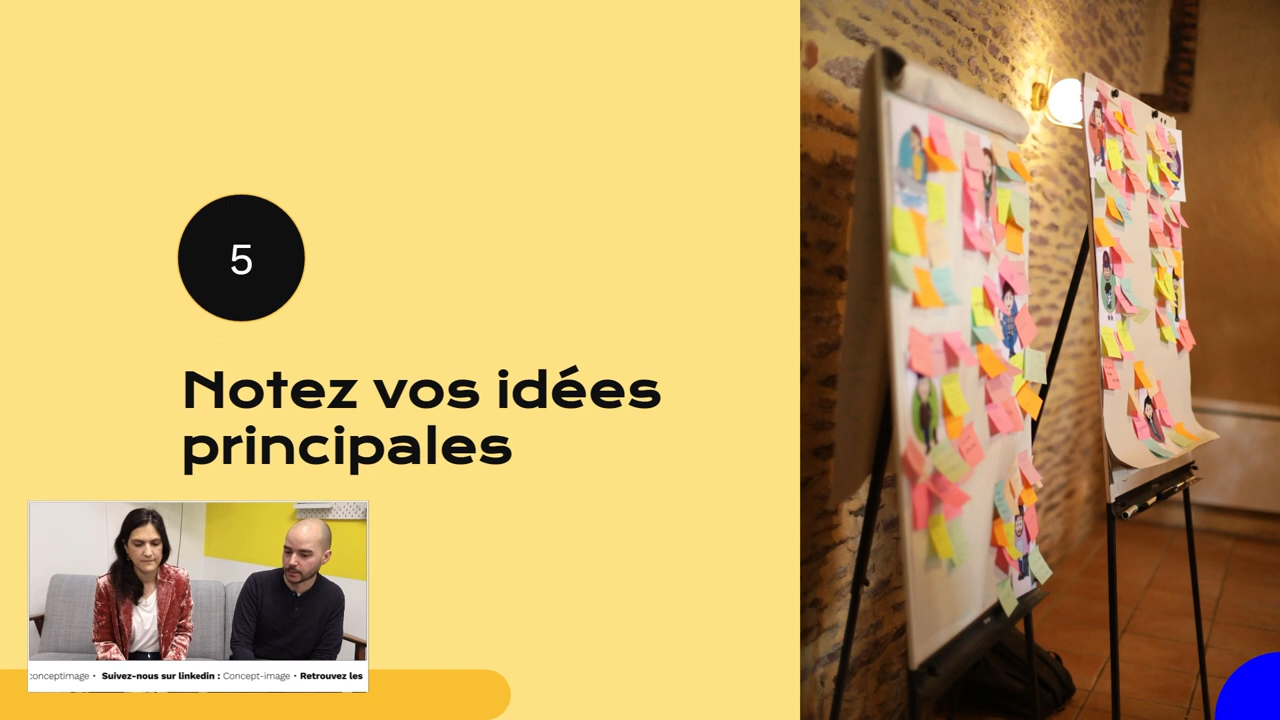 5
Notez vos idées
principales
conceptimage • Suivez-nous sur linkedin : Concept-image • Retrouvez les